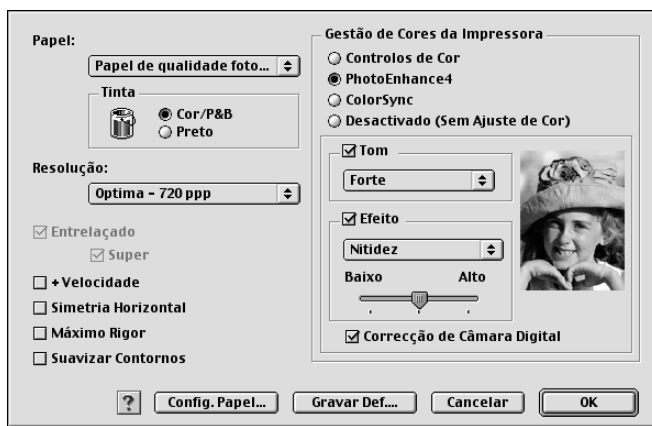 Papel:
Papel de qualidade foto...
Tinta
Cor/P&B
Preto
Resolução:
Optima - 720 ppp
Entrelaçado
Super
+ Velocidade
Simetria Horizontal
Máximo Rigor
Suavizar Contornos
Gestão de Cores da Impressora
Controlos de Cor
PhotoEnhance4
ColorSync
Desactivado (Sem Ajuste de Cor)
Tom
Forte
Efeito
Nitidez
Baixo Alto
Correcção de Câmara Digital
? Config. Papel... Gravar Def.... Cancelar OK